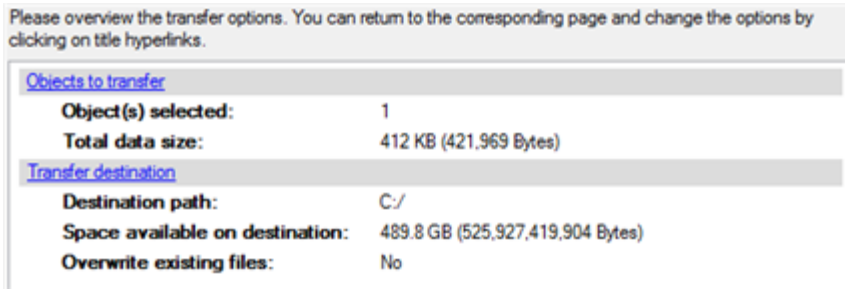 Please overview the transfer options. You can return to the corresponding page and change the options by
clicking on title hyperlinks.
Objects to transfer
Object(s) selected: 1
Total data size: 412 KB (421,969 Bytes)
Transfer destination
Destination path: C:/
Space available on destination: 489.8 GB (525,927,419,904 Bytes)
Overwrite existing files: No